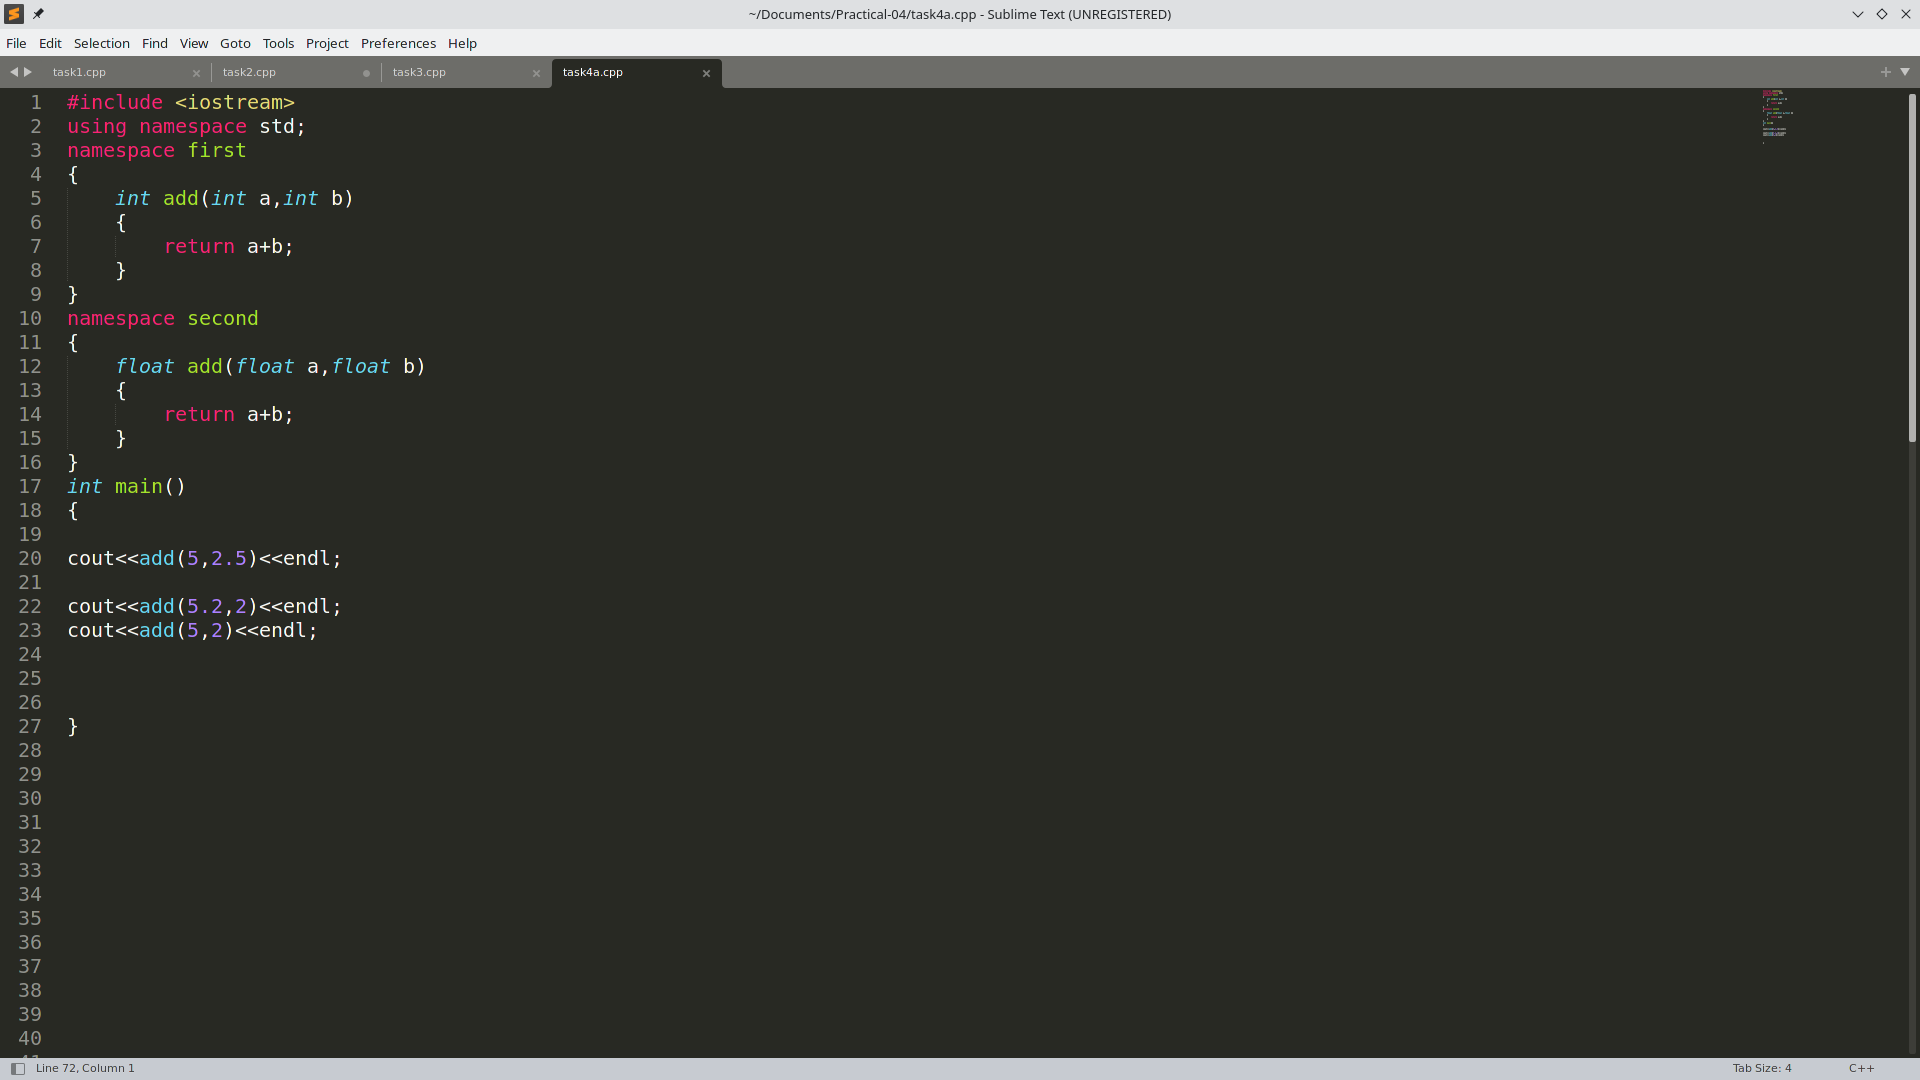 ~/Documents/Practical-04/task4a.cpp - Sublime Text (UNREGISTERED)
File Edit Selection Find View Goto Tools Project Preferences Help
task1.cpp task2.cpp task3.cpp task4a.cpp
1 #include <iostream>
2 using namespace std;
3 namespace first
4 {
5     int add(int a,int b)
6     {
7         return a+b;
8     }
9 }
10 namespace second
11 {
12     float add(float a,float b)
13     {
14         return a+b;
15     }
16 }
17 int main()
18 {
19
20 cout<<add(5,2.5)<<endl;
21
22 cout<<add(5.2,2)<<endl;
23 cout<<add(5,2)<<endl;
24
25
26
27 }
28
29
30
31
32
33
34
35
36
37
38
39
40
Line 72, Column 1 Tab Size: 4 C++